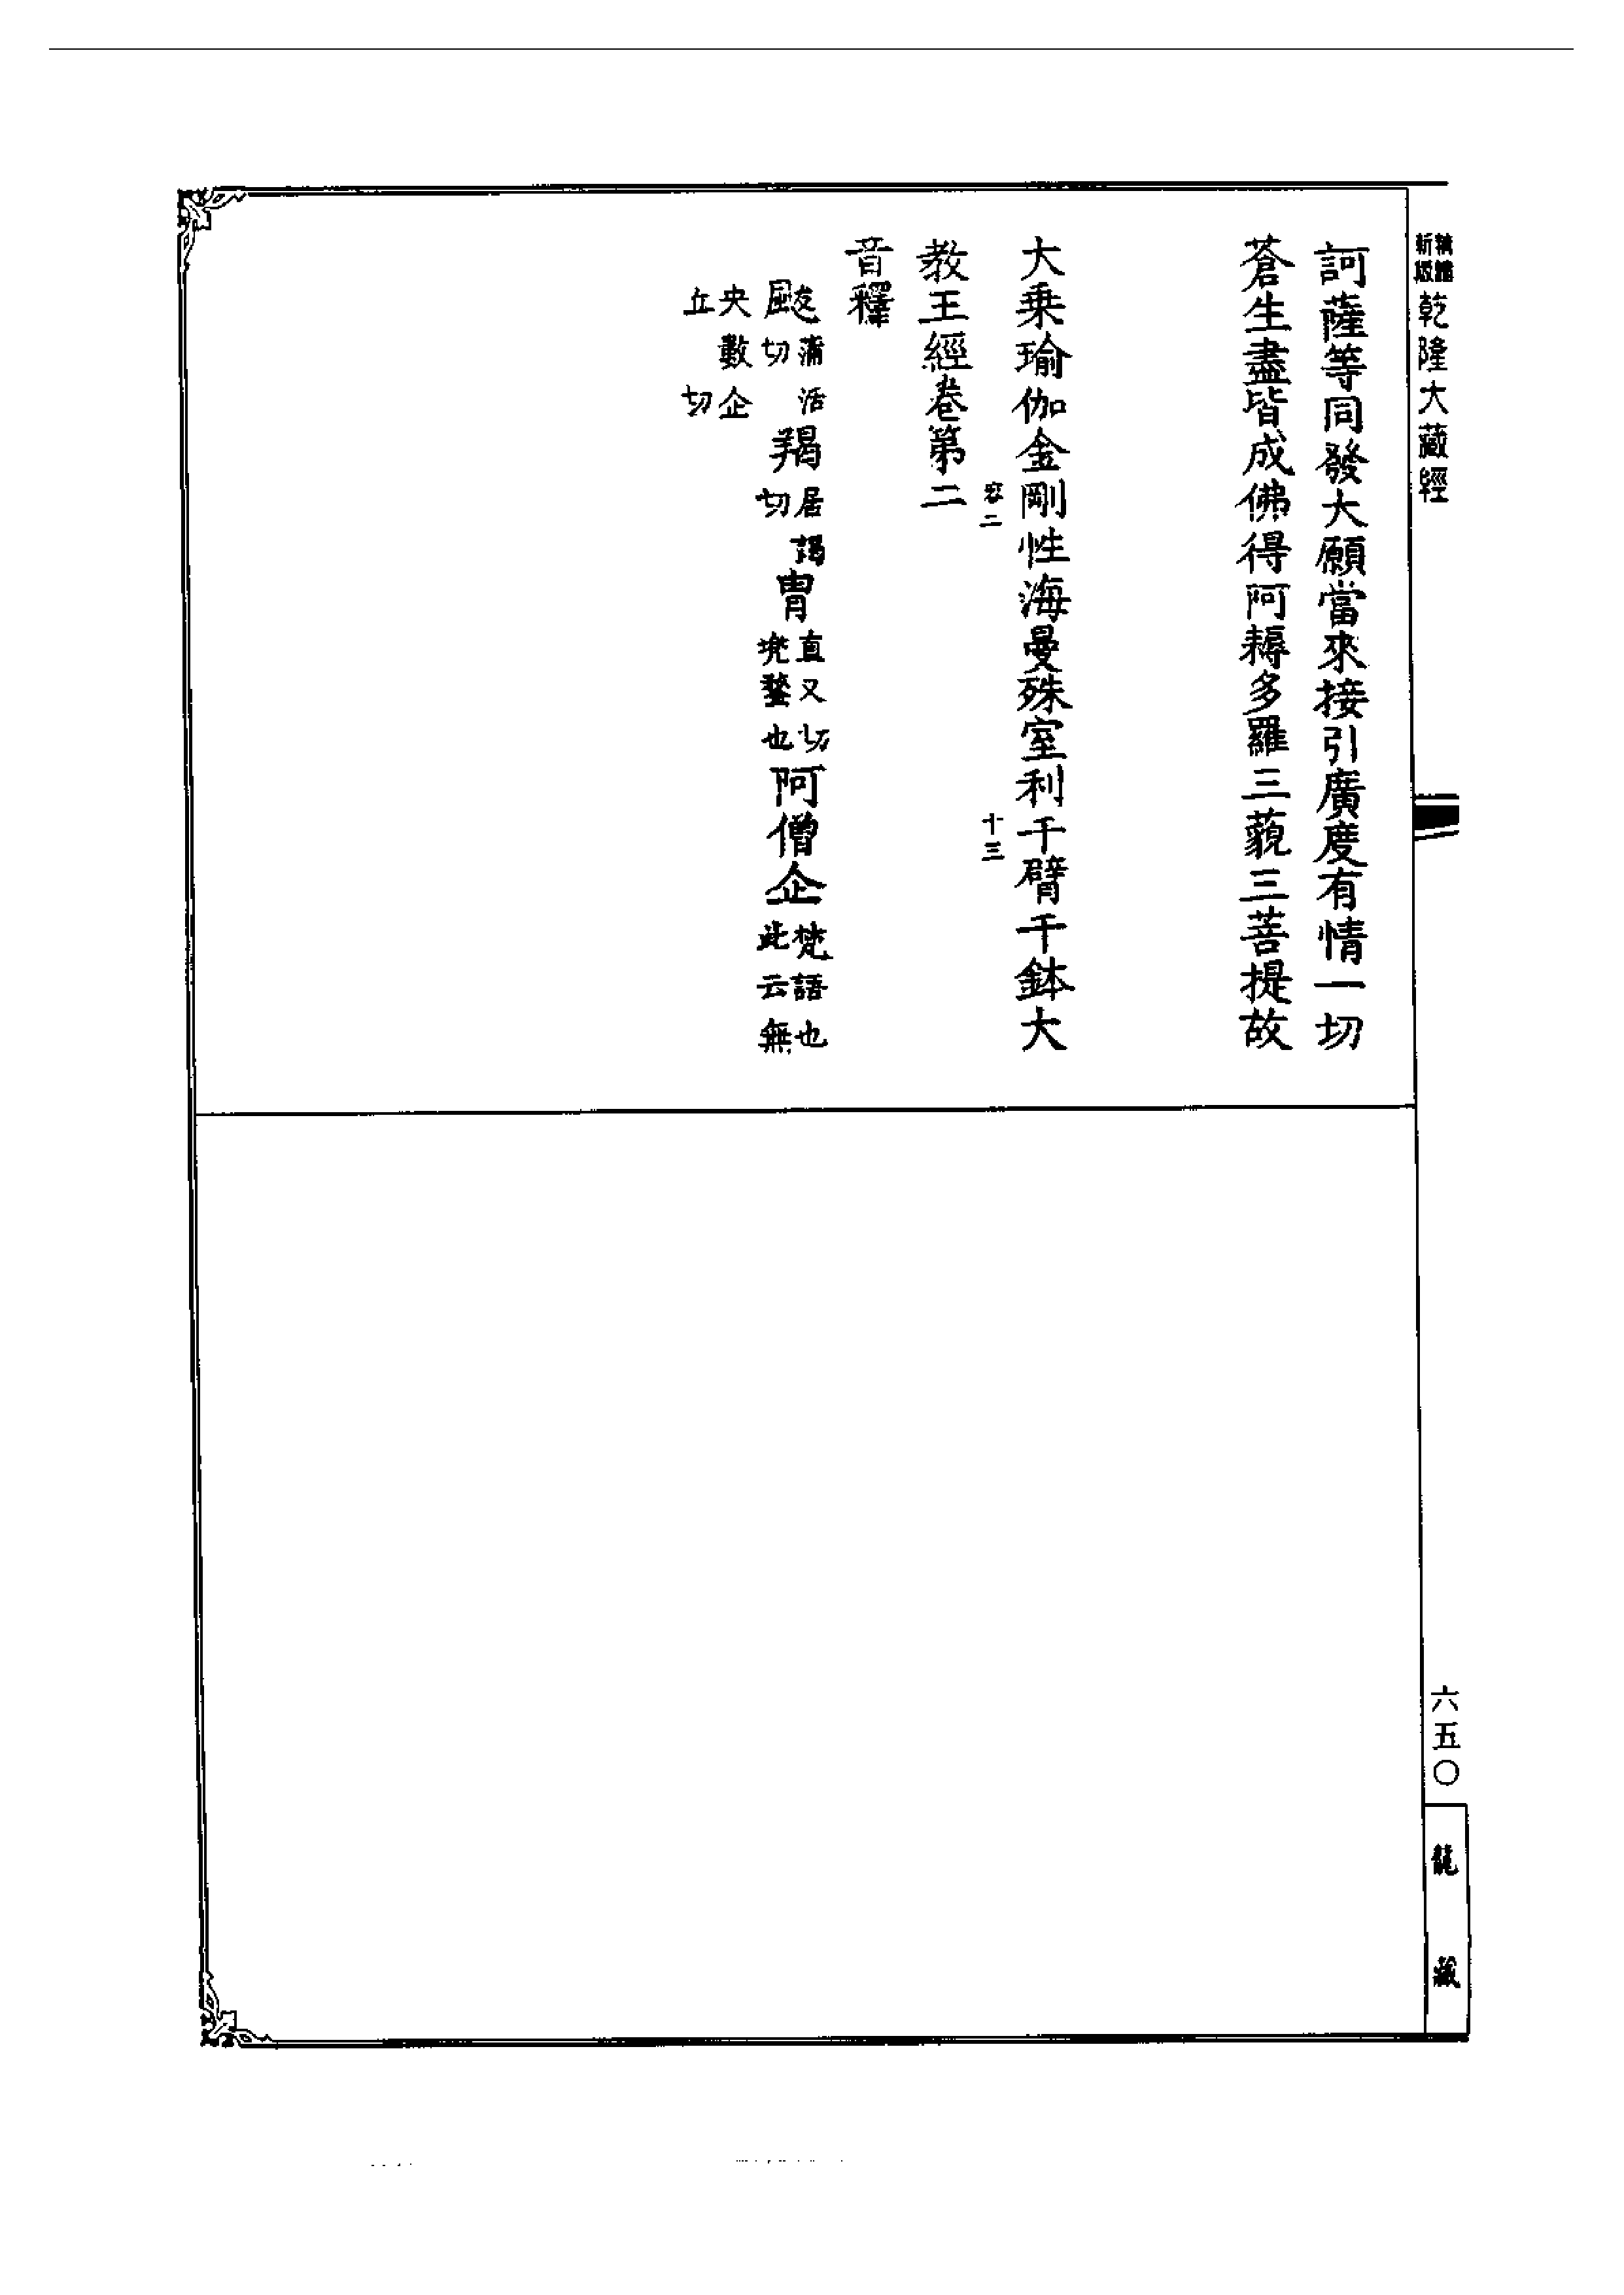 新版精縮乾隆大藏經
訶薩等同發大願當來接引廣度有情一切
蒼生盡皆成佛得阿耨多羅三藐三菩提故
大乗瑜伽金剛性海曼殊室利千臂千鉢大
容二
十三
教王經卷第二
音釋
颰蒲活切羯居謁切胄直又切兠鍪也阿僧企梵語也此云無
央數企丘切
六五〇
龍藏